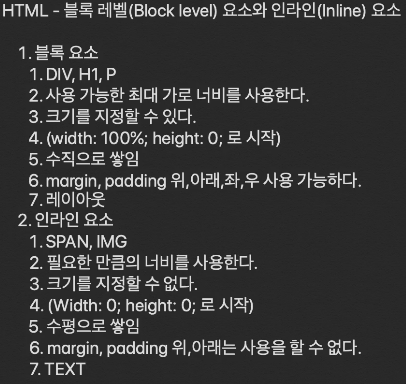 HTML - 블록 레벨(Block level) 요소와 인라인(Inline) 요소
1. 블록 요소
1. DIV, H1, P
2. 사용 가능한 최대 가로 너비를 사용한다.
3. 크기를 지정할 수 있다.
4. (width: 100%; height: 0; 로 시작)
5. 수직으로 쌓임
6. margin, padding 위,아래,좌,우 사용 가능하다.
7. 레이아웃
2. 인라인 요소
1. SPAN, IMG
2. 필요한 만큼의 너비를 사용한다.
3. 크기를 지정할 수 없다.
4. (Width: 0; height: 0; 로 시작)
5. 수평으로 쌓임
6. margin, padding 위,아래는 사용을 할 수 없다.
7. TEXT